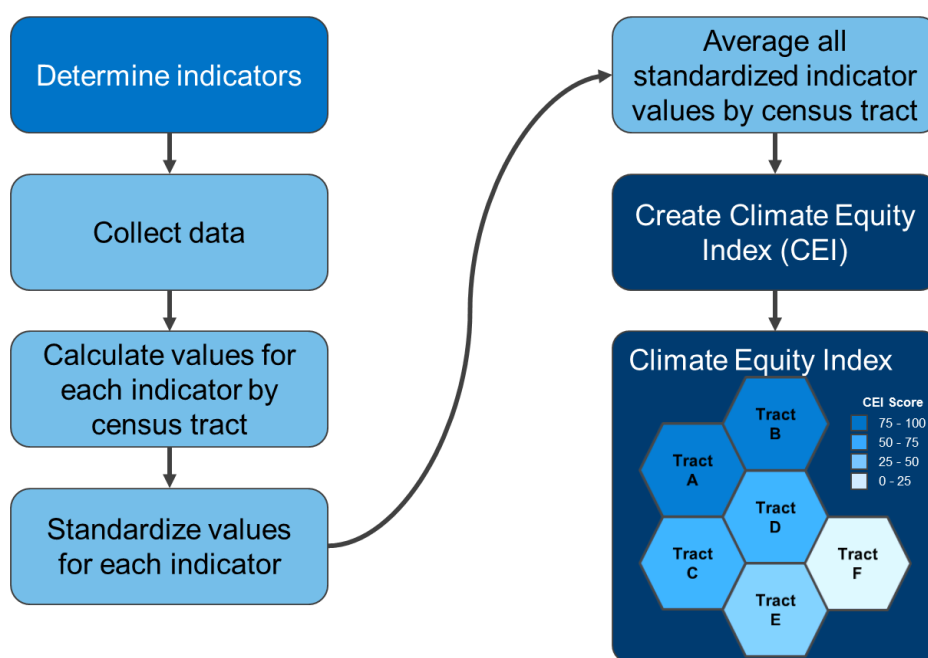 Determine indicators
Collect data
Calculate values for
each indicator by
census tract
Standardize values
for each indicator
Average all
standardized indicator
values by census tract
Create Climate Equity
Index (CEI)
Climate Equity Index
CEI Score
75 - 100
50 - 75
25 - 50
0 - 25
Tract
B
Tract
A
Tract
D
Tract
C
Tract
F
Tract
E